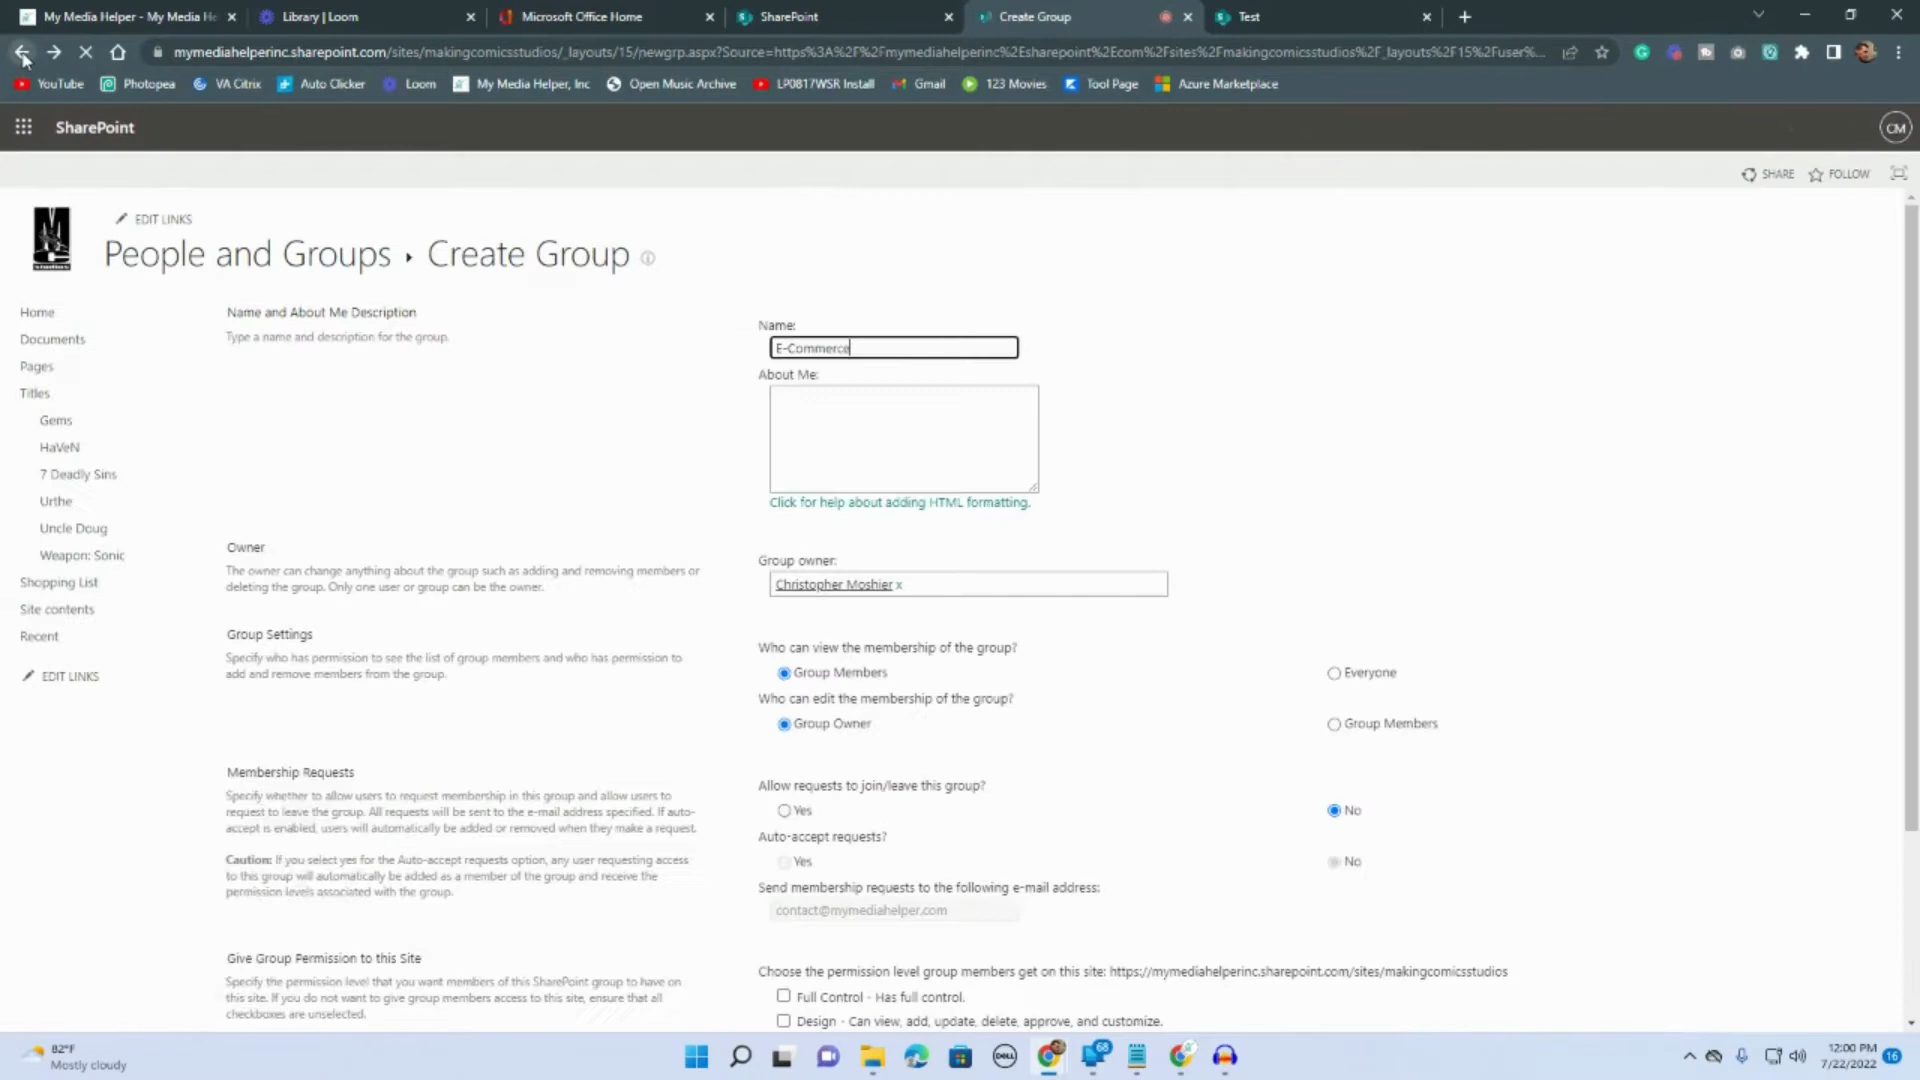 My Media Helper - My Media He
Library | Loom
Microsoft Office Home
SharePoint
Create Group
Test
mymediahelperinc.sharepoint.com/sites/makingcomicsstudios/_layouts/15/newgrp.aspx?Source=https%3A%2F%2Fmymediahelperinc%2Esharepoint%2Ecom%2Fsites%2Fmakingcomicsstudios%2F_layouts%2F15%2Fuser%...
YouTube
Photopea
VA Citrix
Auto Clicker
Loom
My Media Helper, Inc
Open Music Archive
LP0817WSR Install
Gmail
123 Movies
Tool Page
Azure Marketplace
SharePoint
CM
SHARE
FOLLOW
EDIT LINKS
People and Groups ▸ Create Group
Home
Documents
Pages
Titles
Gems
HaVeN
7 Deadly Sins
Urthe
Uncle Doug
Weapon: Sonic
Shopping List
Site contents
Recent
EDIT LINKS
Name and About Me Description
Type a name and description for the group.
Name:
E-Commerce
About Me:
Click for help about adding HTML formatting.
Owner
The owner can change anything about the group such as adding and removing members or
deleting the group. Only one user or group can be the owner.
Group owner:
Christopher Moshier x
Group Settings
Specify who has permission to see the list of group members and who has permission to
add and remove members from the group.
Who can view the membership of the group?
Group Members
Everyone
Who can edit the membership of the group?
Group Owner
Group Members
Membership Requests
Specify whether to allow users to request membership in this group and allow users to
request to leave the group. All requests will be sent to the e-mail address specified. If auto-
accept is enabled, users will automatically be added or removed when they make a request.
Caution: If you select yes for the Auto-accept requests option, any user requesting access
to this group will automatically be added as a member of the group and receive the
permission levels associated with the group.
Allow requests to join/leave this group?
Yes
No
Auto-accept requests?
Yes
No
Send membership requests to the following e-mail address:
contact@mymediahelper.com
Give Group Permission to this Site
Specify the permission level that you want members of this SharePoint group to have on
this site. If you do not want to give group members access to this site, ensure that all
checkboxes are unselected.
Choose the permission level group members get on this site: https://mymediahelperinc.sharepoint.com/sites/makingcomicsstudios
Full Control - Has full control.
Design - Can view, add, update, delete, approve, and customize.
82°F
Mostly cloudy
DELL
68
12:00 PM
7/22/2022
16